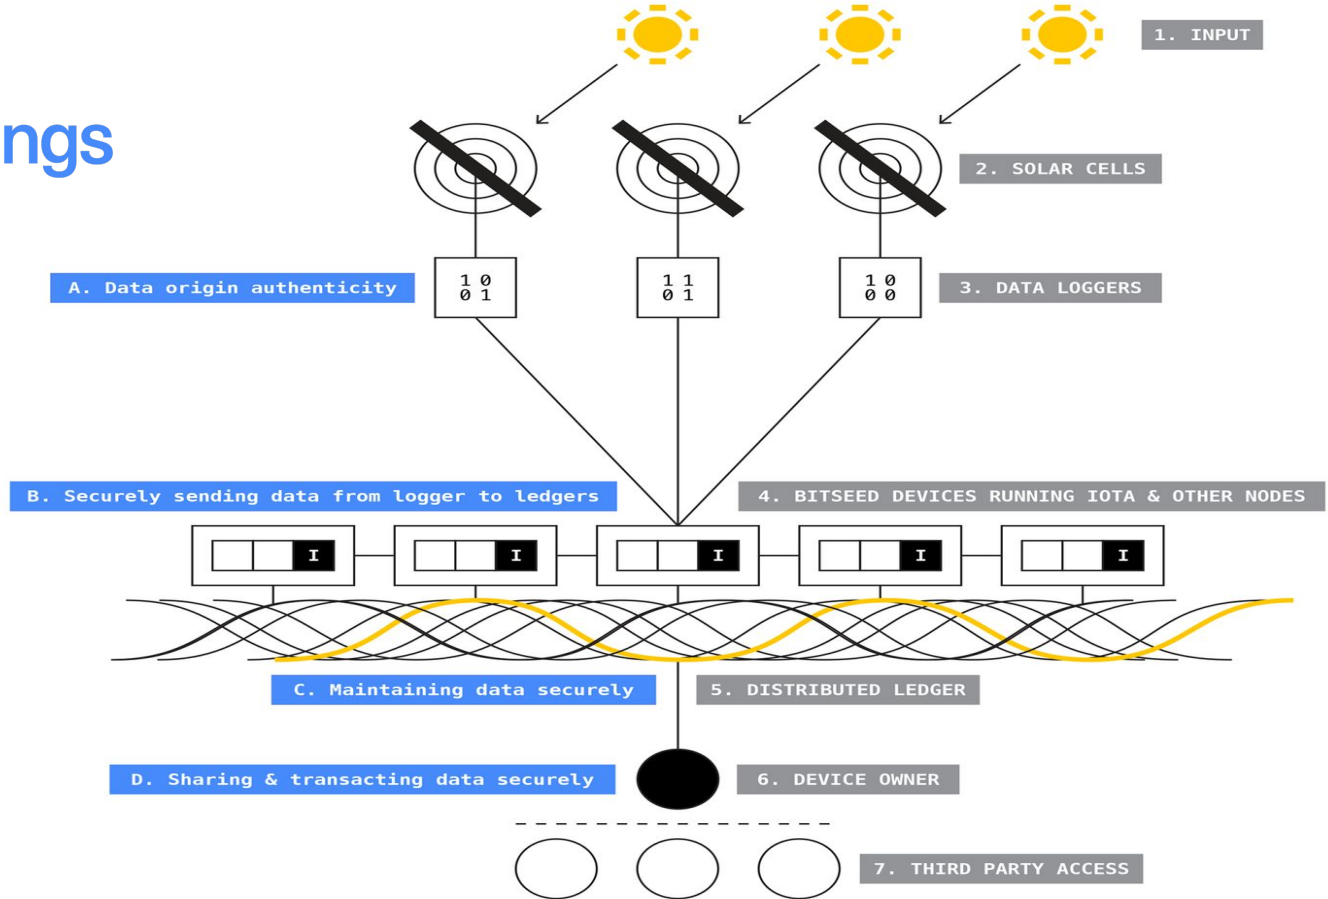 1. INPUT
ngs
2. SOLAR CELLS
A. Data origin authenticity
1 0
0 1
1 1
0 1
1 0
0 0
3. DATA LOGGERS
B. Securely sending data from logger to ledgers
4. BITSEED DEVICES RUNNING IOTA & OTHER NODES
I
I
I
I
I
C. Maintaining data securely
5. DISTRIBUTED LEDGER
D. Sharing & transacting data securely
6. DEVICE OWNER
7. THIRD PARTY ACCESS